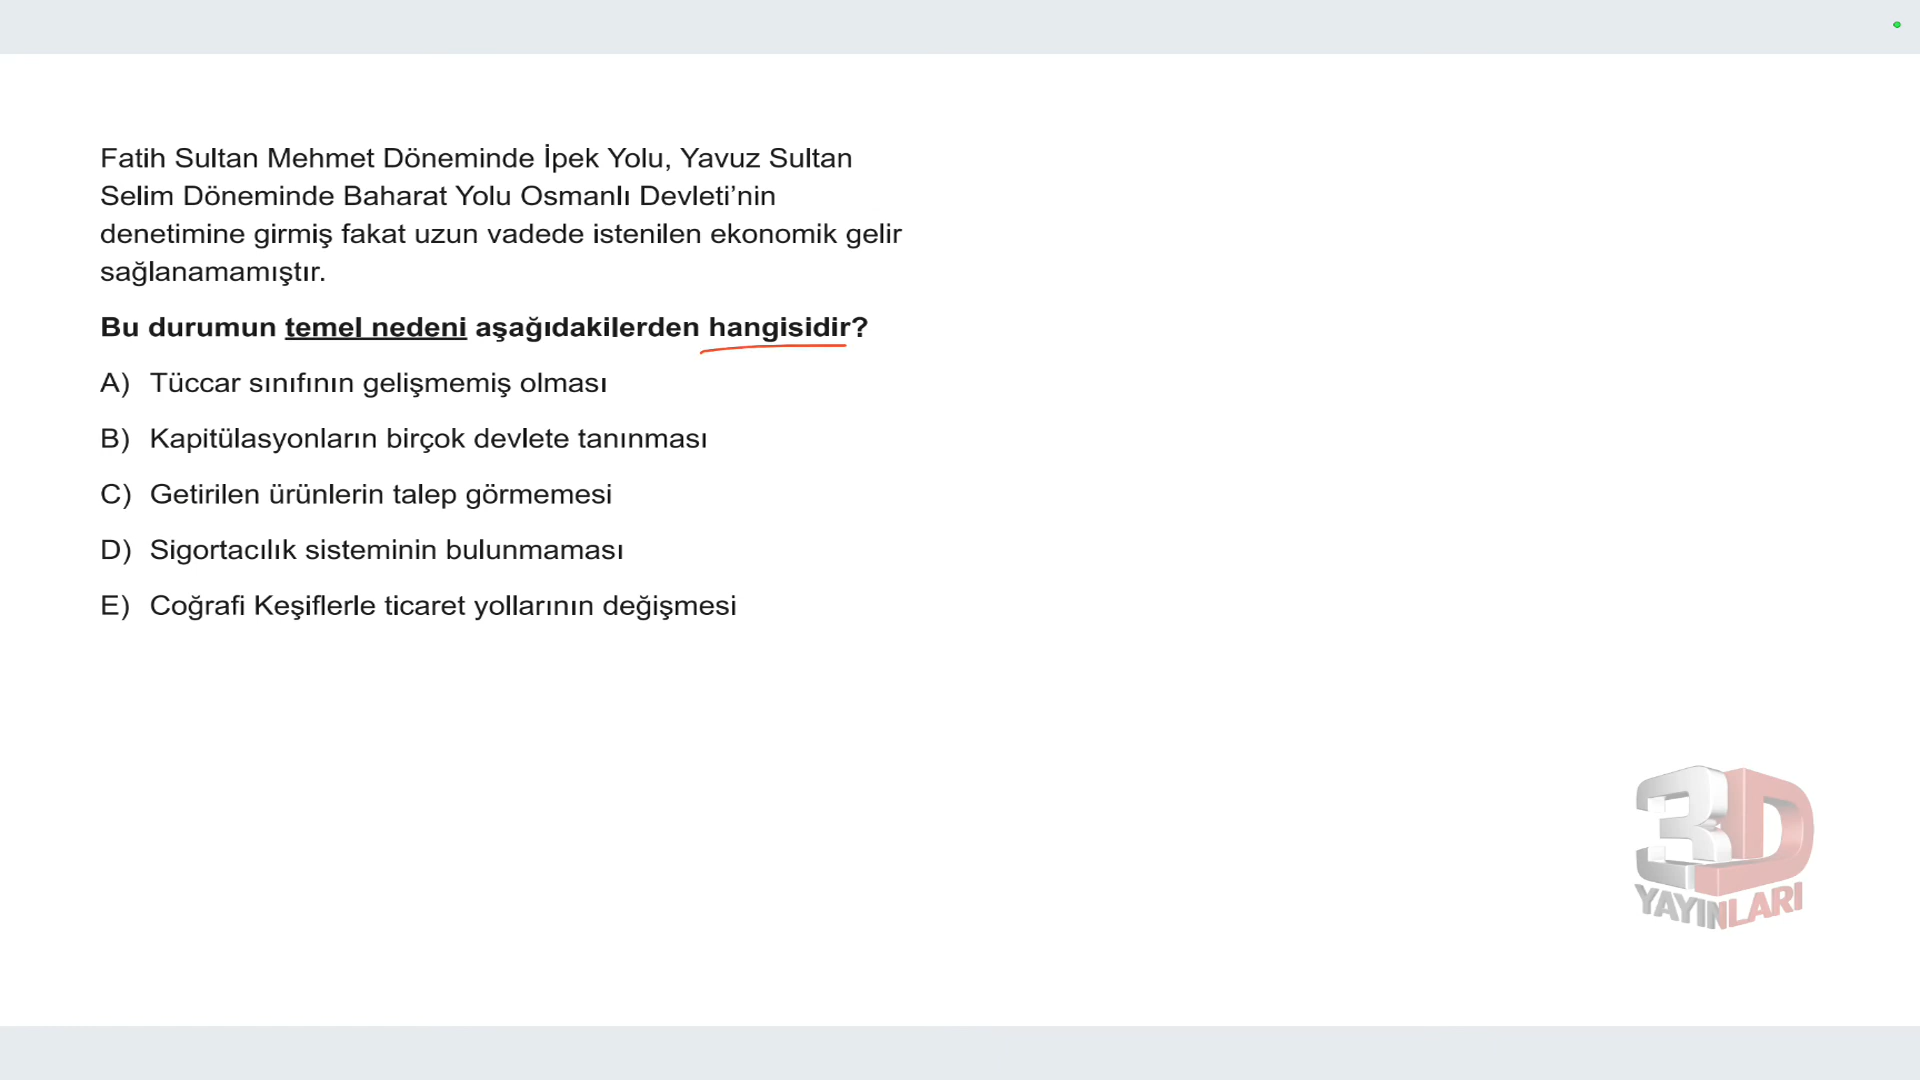 Fatih Sultan Mehmet Döneminde İpek Yolu, Yavuz Sultan
Selim Döneminde Baharat Yolu Osmanlı Devleti’nin
denetimine girmiş fakat uzun vadede istenilen ekonomik gelir
sağlanamamıştır.
Bu durumun temel nedeni aşağıdakilerden hangisidir?
A) Tüccar sınıfının gelişmemiş olması
B) Kapitülasyonların birçok devlete tanınması
C) Getirilen ürünlerin talep görmemesi
D) Sigortacılık sisteminin bulunmaması
E) Coğrafi Keşiflerle ticaret yollarının değişmesi
3D
YAYINLARI